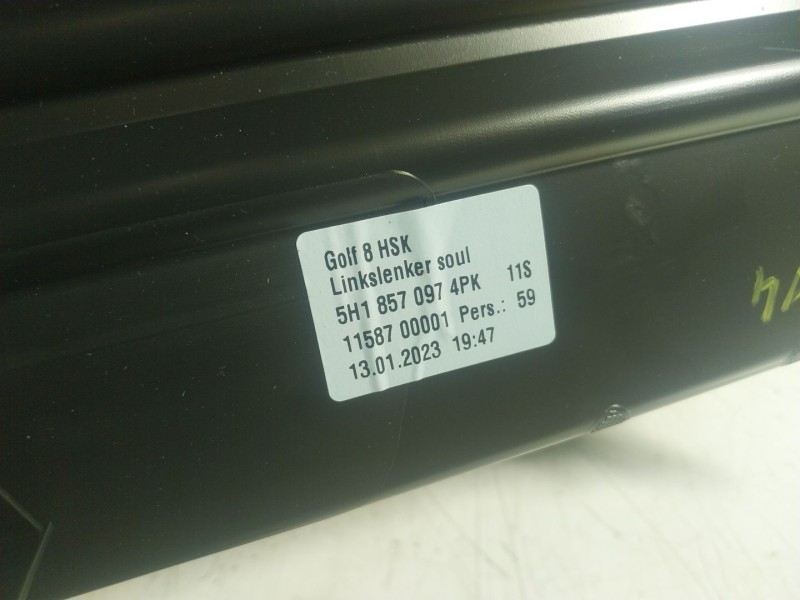 Golf 8 HSK
Linkslenker soul
5H1 857 097 4PK 11S
11587 00001 Pers.: 59
13.01.2023 19:47